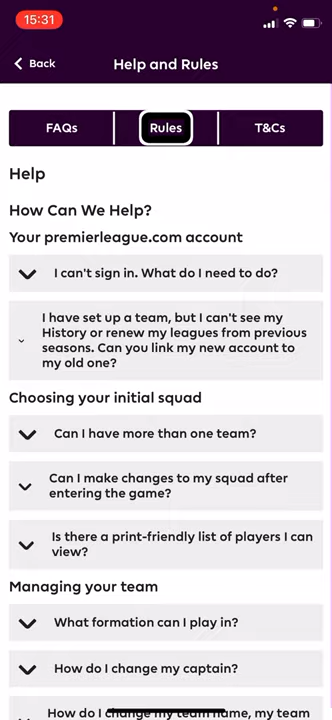 15:31
Back
Help and Rules
FAQs
Rules
T&Cs
Help
How Can We Help?
Your premierleague.com account
I can't sign in. What do I need to do?
I have set up a team, but I can't see my
History or renew my leagues from previous
seasons. Can you link my new account to
my old one?
Choosing your initial squad
Can I have more than one team?
Can I make changes to my squad after
entering the game?
Is there a print-friendly list of players I can
view?
Managing your team
What formation can I play in?
How do I change my captain?
How do I change my team name, my team